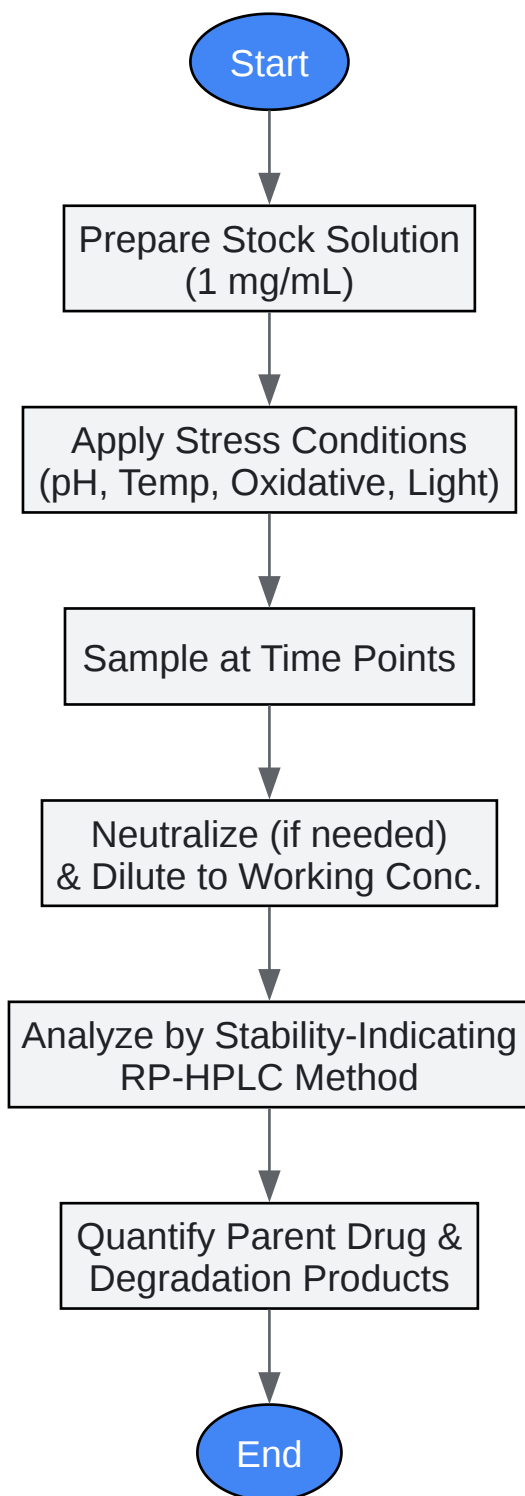 Start
Prepare Stock Solution
(1 mg/mL)
Apply Stress Conditions
(pH, Temp, Oxidative, Light)
Sample at Time Points
Neutralize (if needed)
& Dilute to Working Conc.
Analyze by Stability-Indicating
RP-HPLC Method
Quantify Parent Drug &
Degradation Products
End